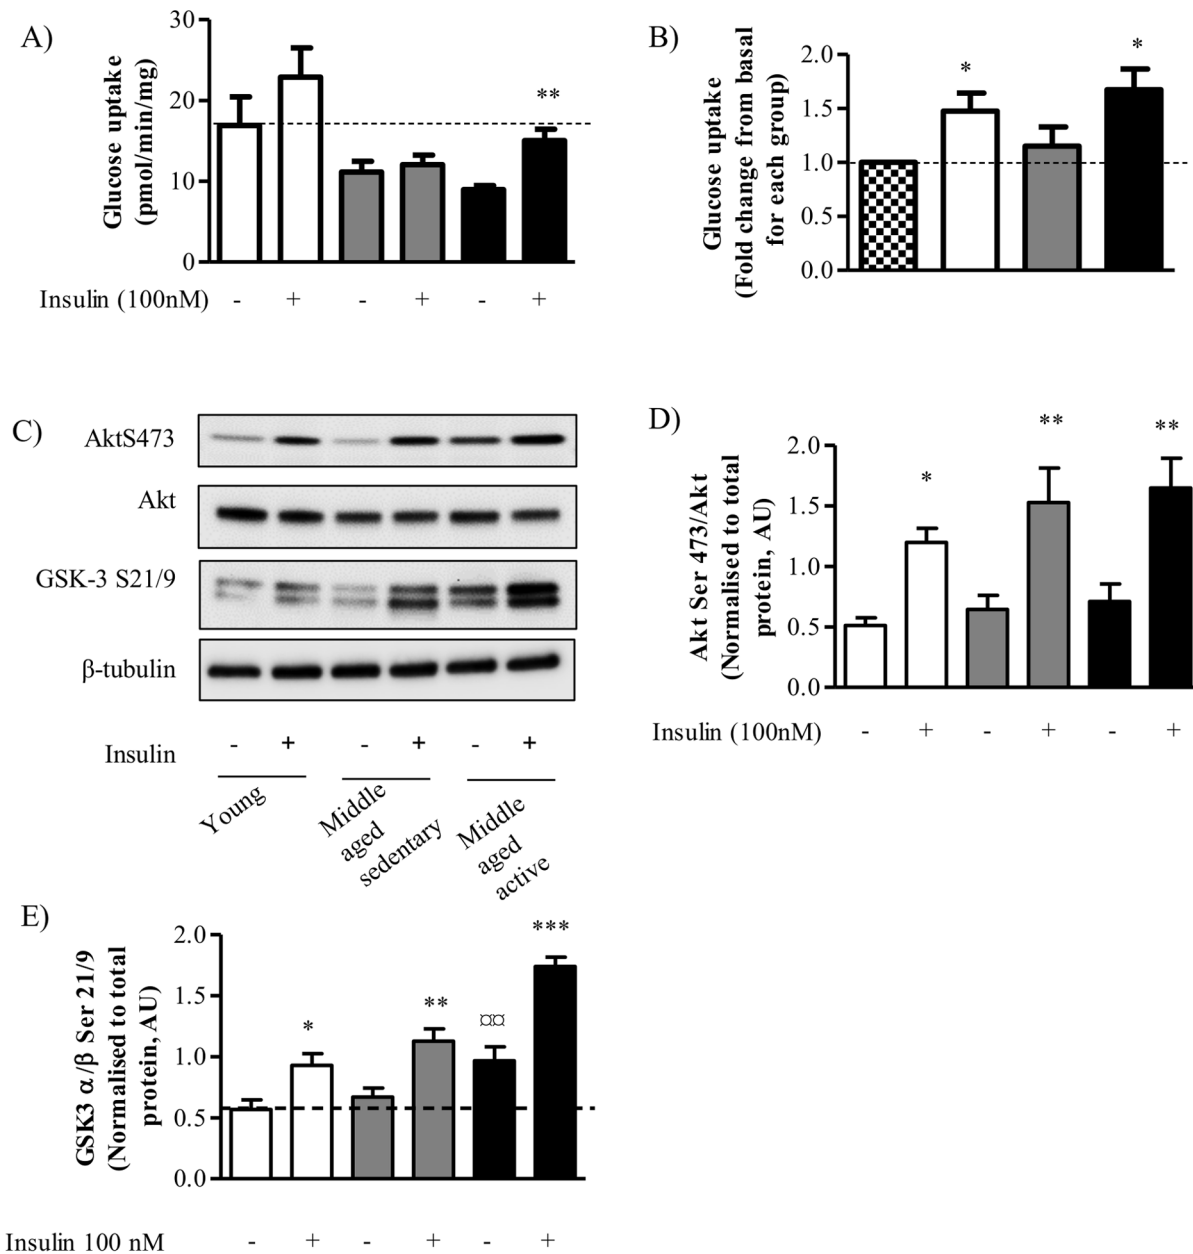 A)
Glucose uptake
(pmol/min/mg)
30
20
10
0
**
Insulin (100nM) - + - + - +
B)
Glucose uptake
(Fold change from basal
for each group)
2.0
1.5
1.0
0.5
0.0
* *
C)
AktS473
Akt
GSK-3 S21/9
β-tubulin
Insulin - + - + - +
Young
Middle
aged
sedentary
Middle
aged
active
D)
Akt Ser 473/Akt
(Normalised to total
protein, AU)
2.0
1.5
1.0
0.5
0.0
* ** **
Insulin (100nM) - + - + - +
E)
GSK3 α/β Ser 21/9
(Normalised to total
protein, AU)
2.0
1.5
1.0
0.5
0.0
* ** ¤¤ ***
Insulin 100 nM - + - + - +